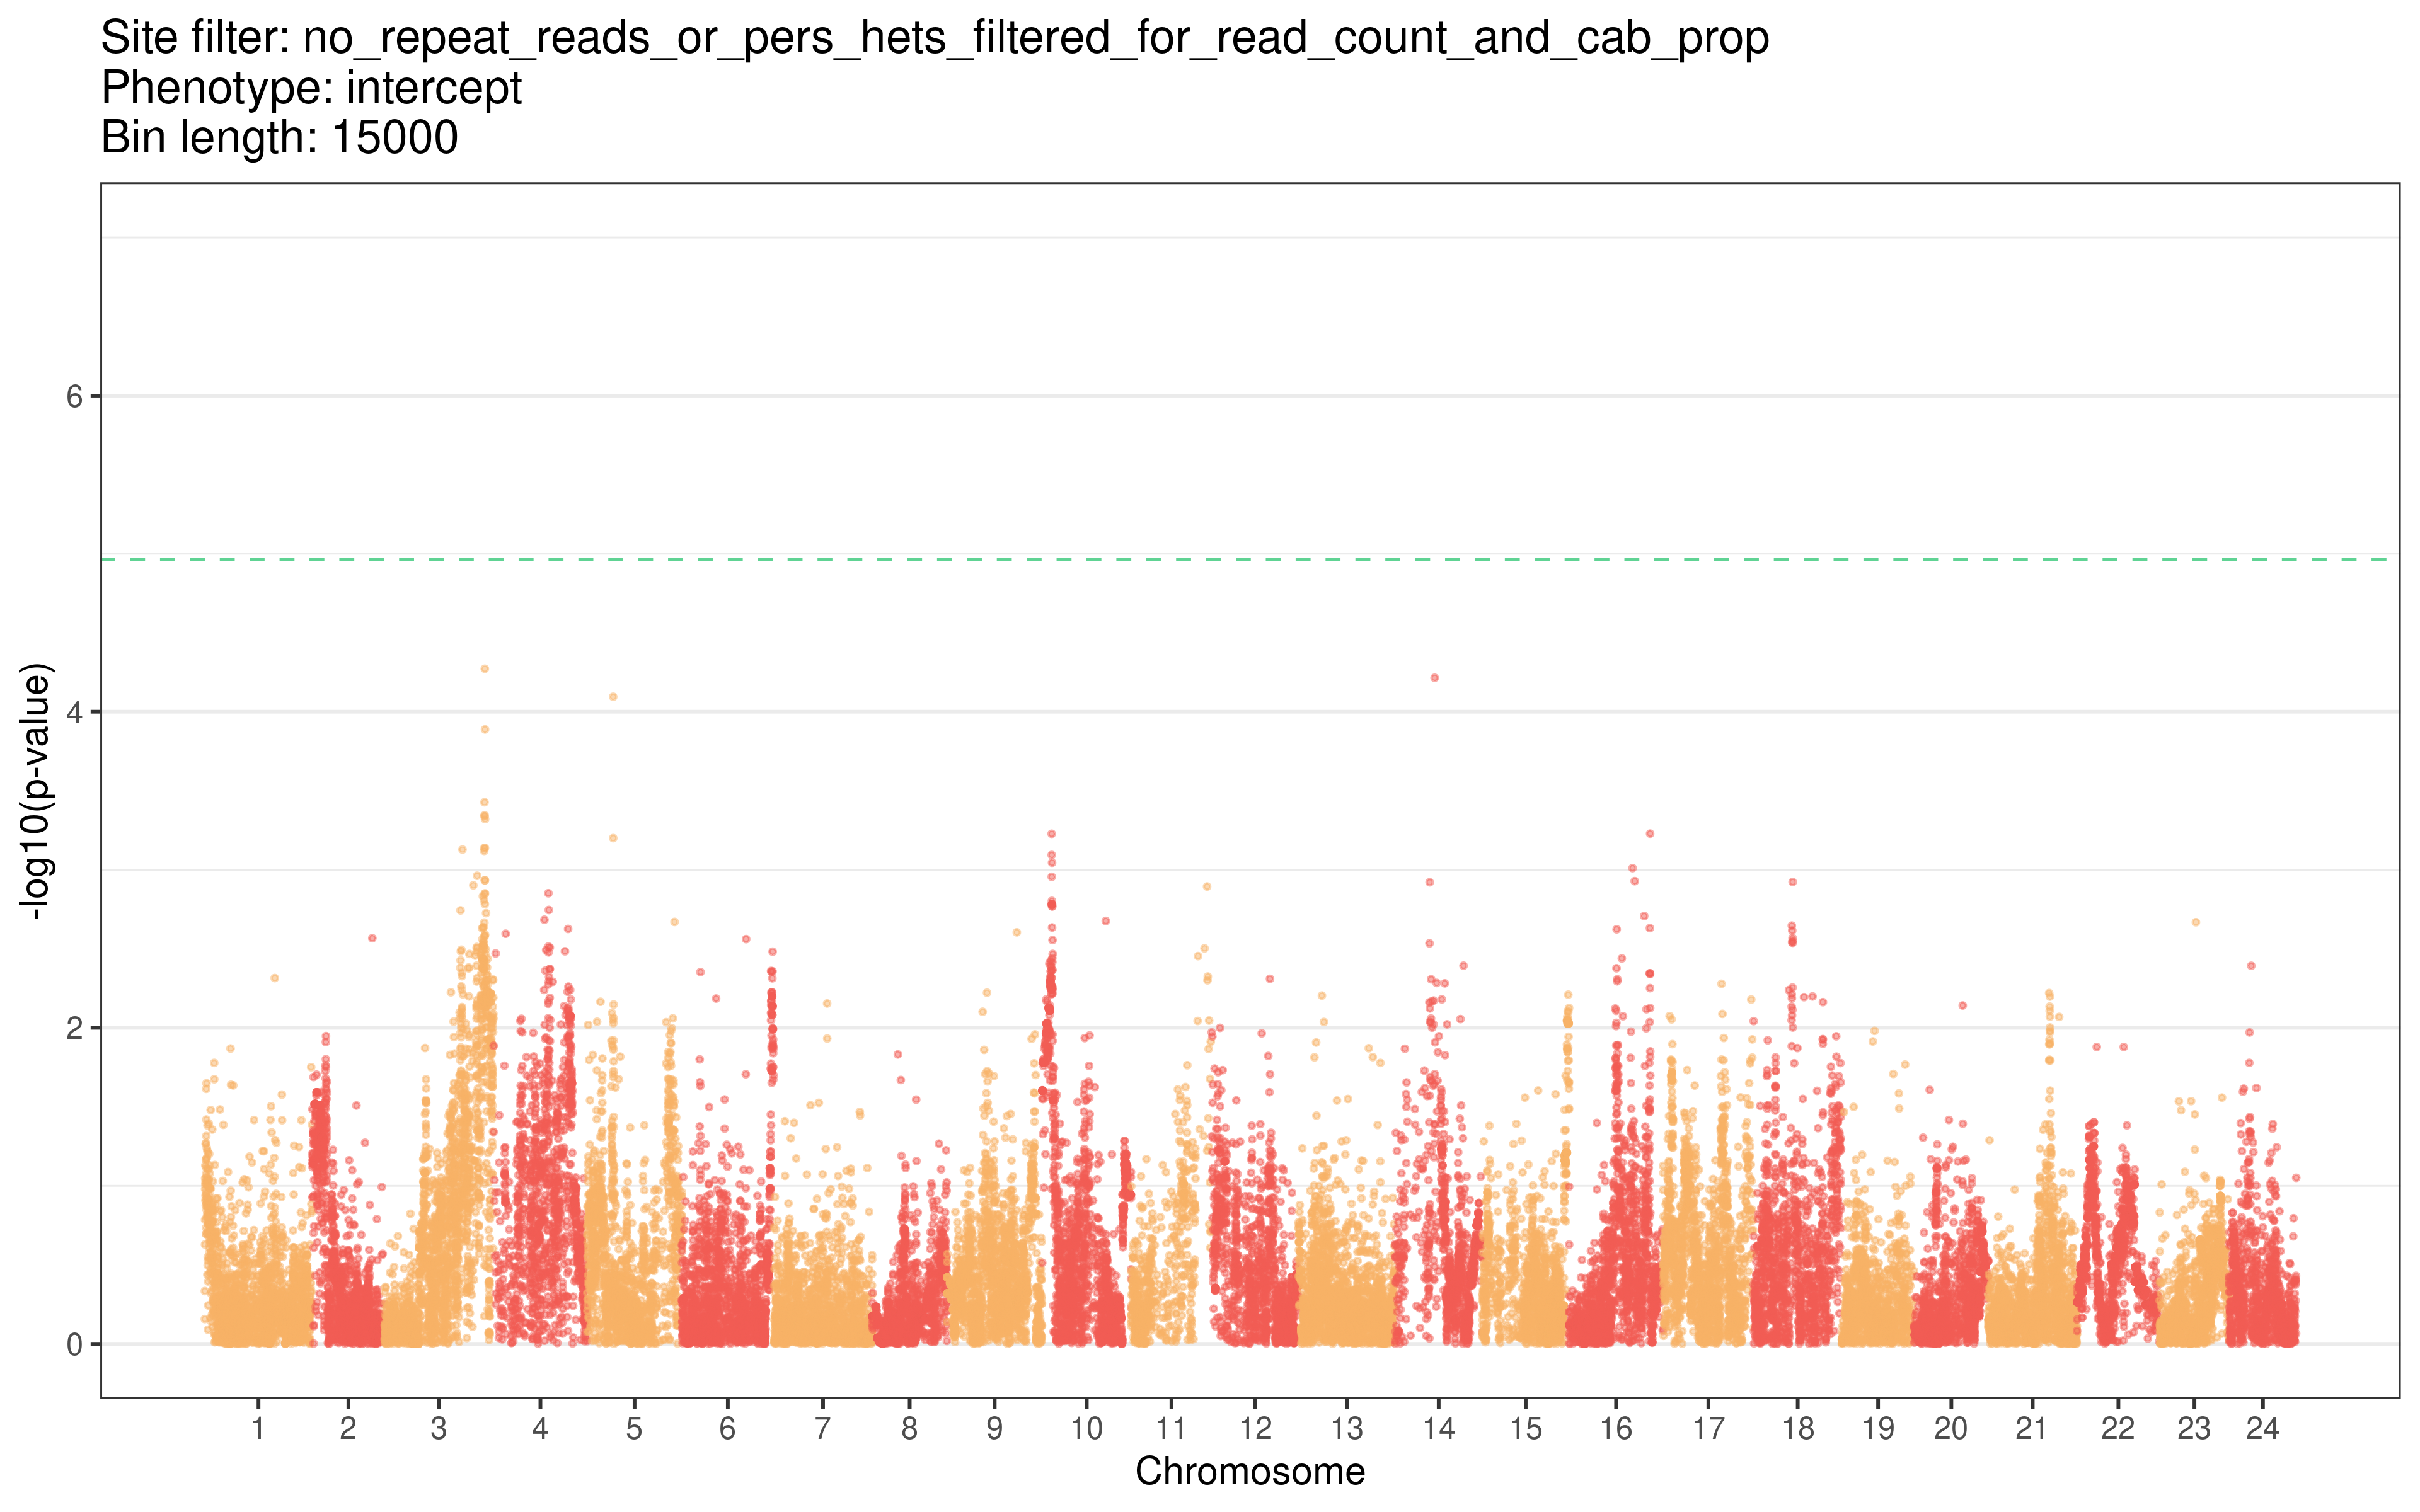 Site filter: no_repeat_reads_or_pers_hets_filtered_for_read_count_and_cab_prop
Phenotype: intercept
Bin length: 15000
-log10(p-value)
6
4
2
0
1 2 3 4 5 6 7 8 9 10 11 12 13 14 15 16 17 18 19 20 21 22 23 24
Chromosome